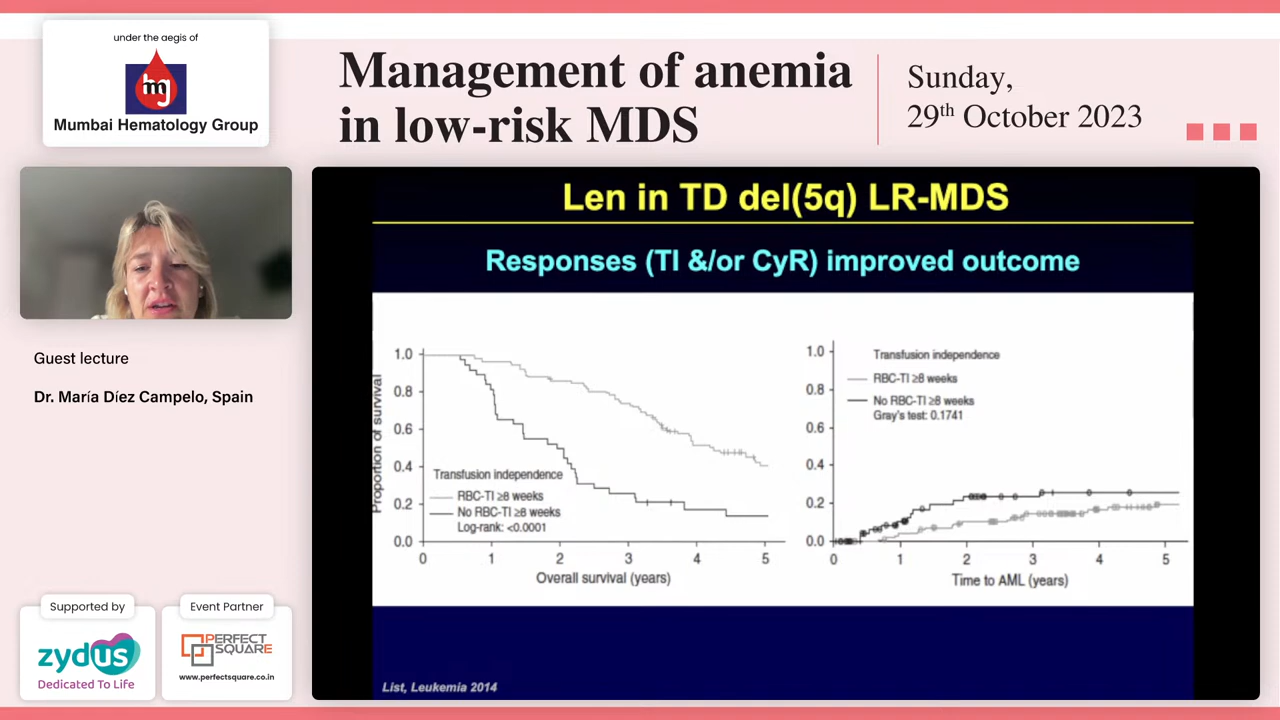 under the aegis of
mg
Mumbai Hematology Group
Management of anemia
in low-risk MDS
Sunday,
29th October 2023
Guest lecture
Dr. María Díez Campelo, Spain
Supported by
zydus
Dedicated To Life
Event Partner
PERFECT
SQUARE
www.perfectsquare.co.in
Len in TD del(5q) LR-MDS
Responses (TI &/or CyR) improved outcome
Proportion of survival
1.0
0.8
0.6
0.4
0.2
0.0
Transfusion independence
RBC-TI ≥8 weeks
No RBC-TI ≥8 weeks
Log-rank: <0.0001
0 1 2 3 4 5
Overall survival (years)
1.0
0.8
0.6
0.4
0.2
0.0
Transfusion independence
RBC-TI ≥8 weeks
No RBC-TI ≥8 weeks
Gray's test: 0.1741
0 1 2 3 4 5
Time to AML (years)
List, Leukemia 2014